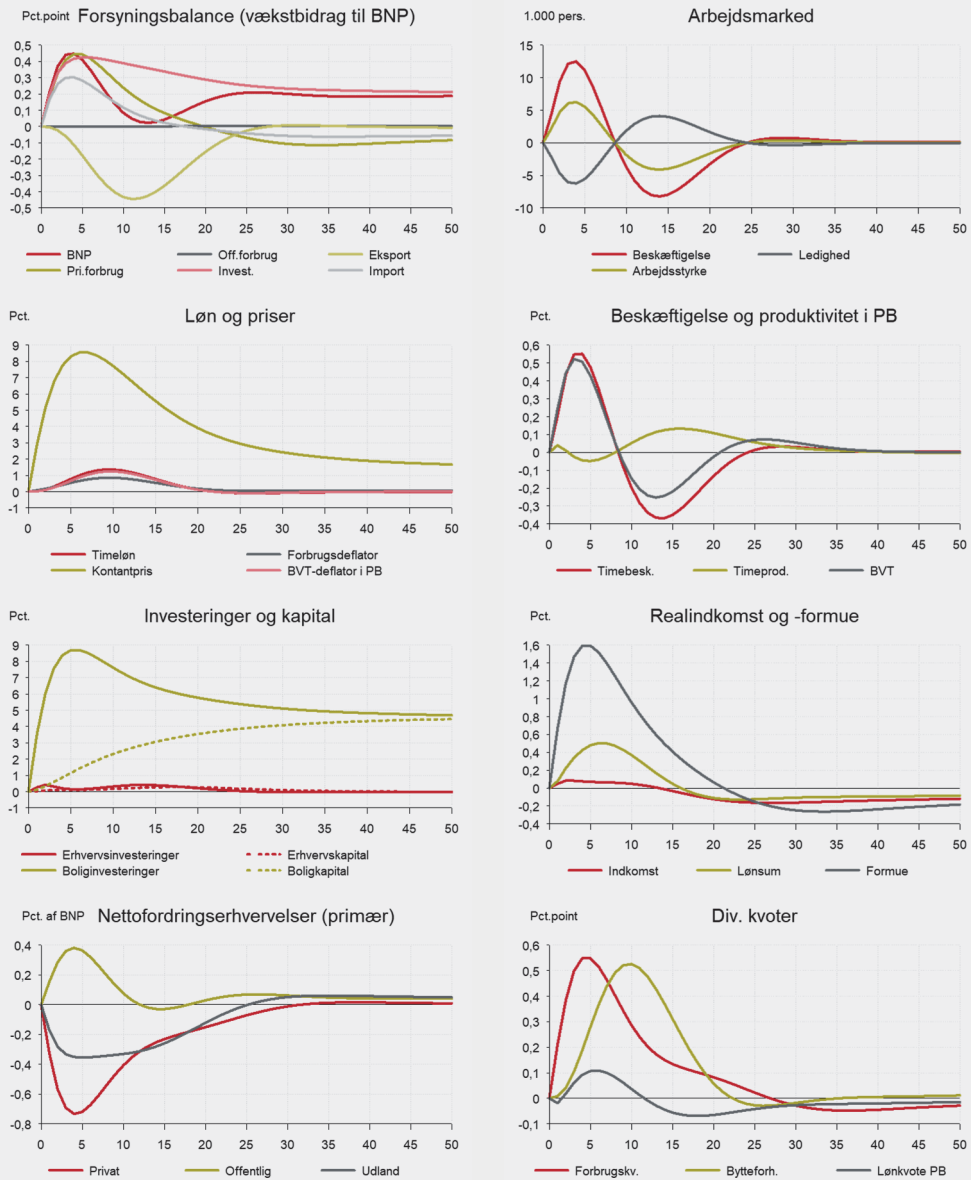 Pct.point Forsyningsbalance (vækstbidrag til BNP)
0,5
0,4
0,3
0,2
0,1
0
-0,1
-0,2
-0,3
-0,4
-0,5
0 5 10 15 20 25 30 35 40 45 50
BNP Off.forbrug Eksport
Pri.forbrug Invest. Import
1.000 pers. Arbejdsmarked
15
10
5
0
-5
-10
0 5 10 15 20 25 30 35 40 45 50
Beskæftigelse Ledighed
Arbejdsstyrke
Pct. Løn og priser
9
8
7
6
5
4
3
2
1
0
-1
0 5 10 15 20 25 30 35 40 45 50
Timeløn Forbrugsdeflator
Kontantpris BVT-deflator i PB
Pct. Beskæftigelse og produktivitet i PB
0,6
0,5
0,4
0,3
0,2
0,1
0
-0,1
-0,2
-0,3
-0,4
0 5 10 15 20 25 30 35 40 45 50
Timebesk. Timeprod. BVT
Pct. Investeringer og kapital
9
8
7
6
5
4
3
2
1
0
-1
0 5 10 15 20 25 30 35 40 45 50
Erhvervsinvesteringer Erhvervskapital
Boliginvesteringer Boligkapital
Pct. Realindkomst og -formue
1,6
1,4
1,2
1
0,8
0,6
0,4
0,2
0
-0,2
-0,4
0 5 10 15 20 25 30 35 40 45 50
Indkomst Lønsum Formue
Pct. af BNP Nettofordringserhvervelser (primær)
0,4
0,2
0
-0,2
-0,4
-0,6
-0,8
0 5 10 15 20 25 30 35 40 45 50
Privat Offentlig Udland
Pct.point Div. kvoter
0,6
0,5
0,4
0,3
0,2
0,1
0
-0,1
0 5 10 15 20 25 30 35 40 45 50
Forbrugskv. Bytteforh. Lønkvote PB